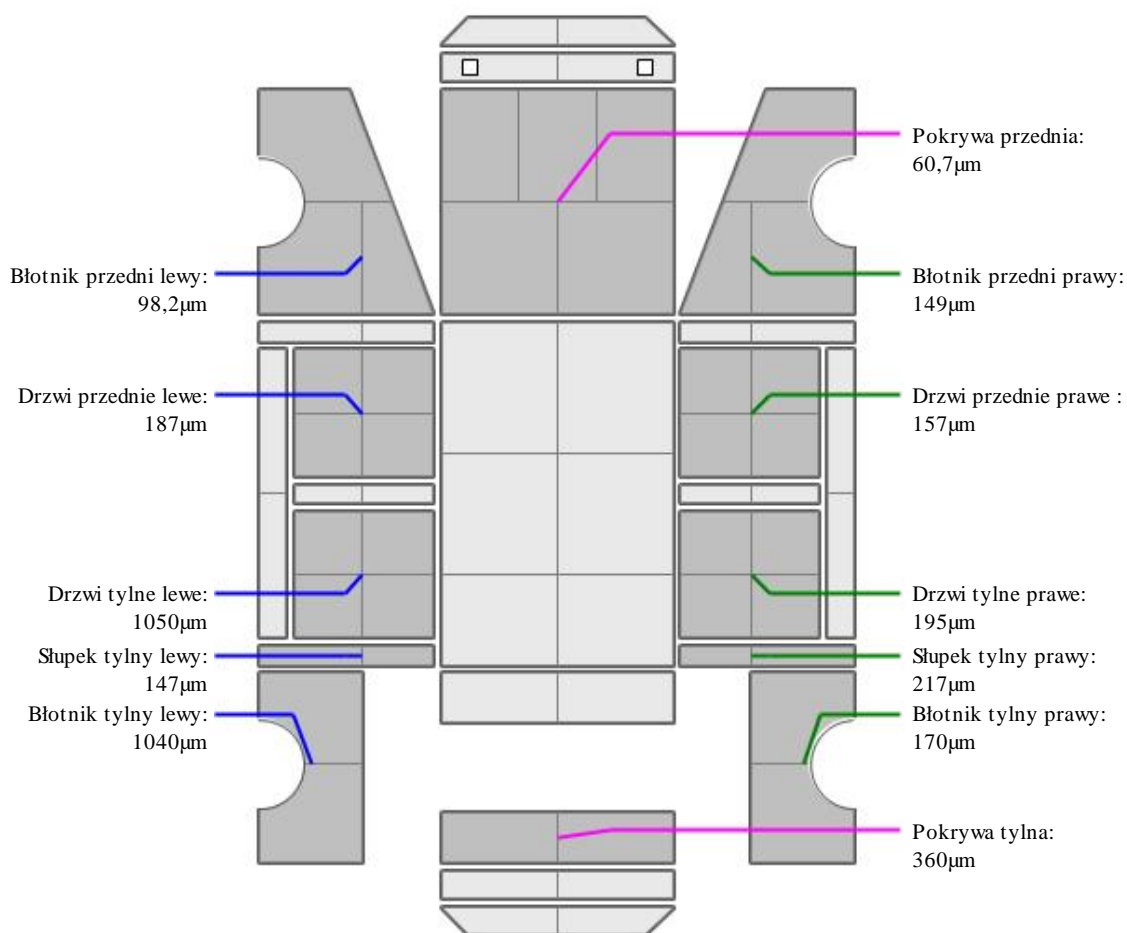 Pokrywa przednia:
60,7µm
Błotnik przedni lewy:
98,2µm
Błotnik przedni prawy:
149µm
Drzwi przednie lewe:
187µm
Drzwi przednie prawe :
157µm
Drzwi tylne lewe:
1050µm
Drzwi tylne prawe:
195µm
Słupek tylny lewy:
147µm
Słupek tylny prawy:
217µm
Błotnik tylny lewy:
1040µm
Błotnik tylny prawy:
170µm
Pokrywa tylna:
360µm